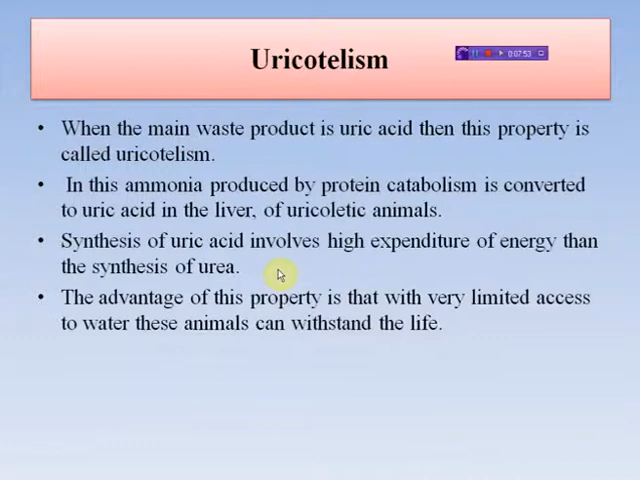 Uricotelism
0:07:53
• When the main waste product is uric acid then this property is
called uricotelism.
• In this ammonia produced by protein catabolism is converted
to uric acid in the liver, of uricoletic animals.
• Synthesis of uric acid involves high expenditure of energy than
the synthesis of urea.
• The advantage of this property is that with very limited access
to water these animals can withstand the life.